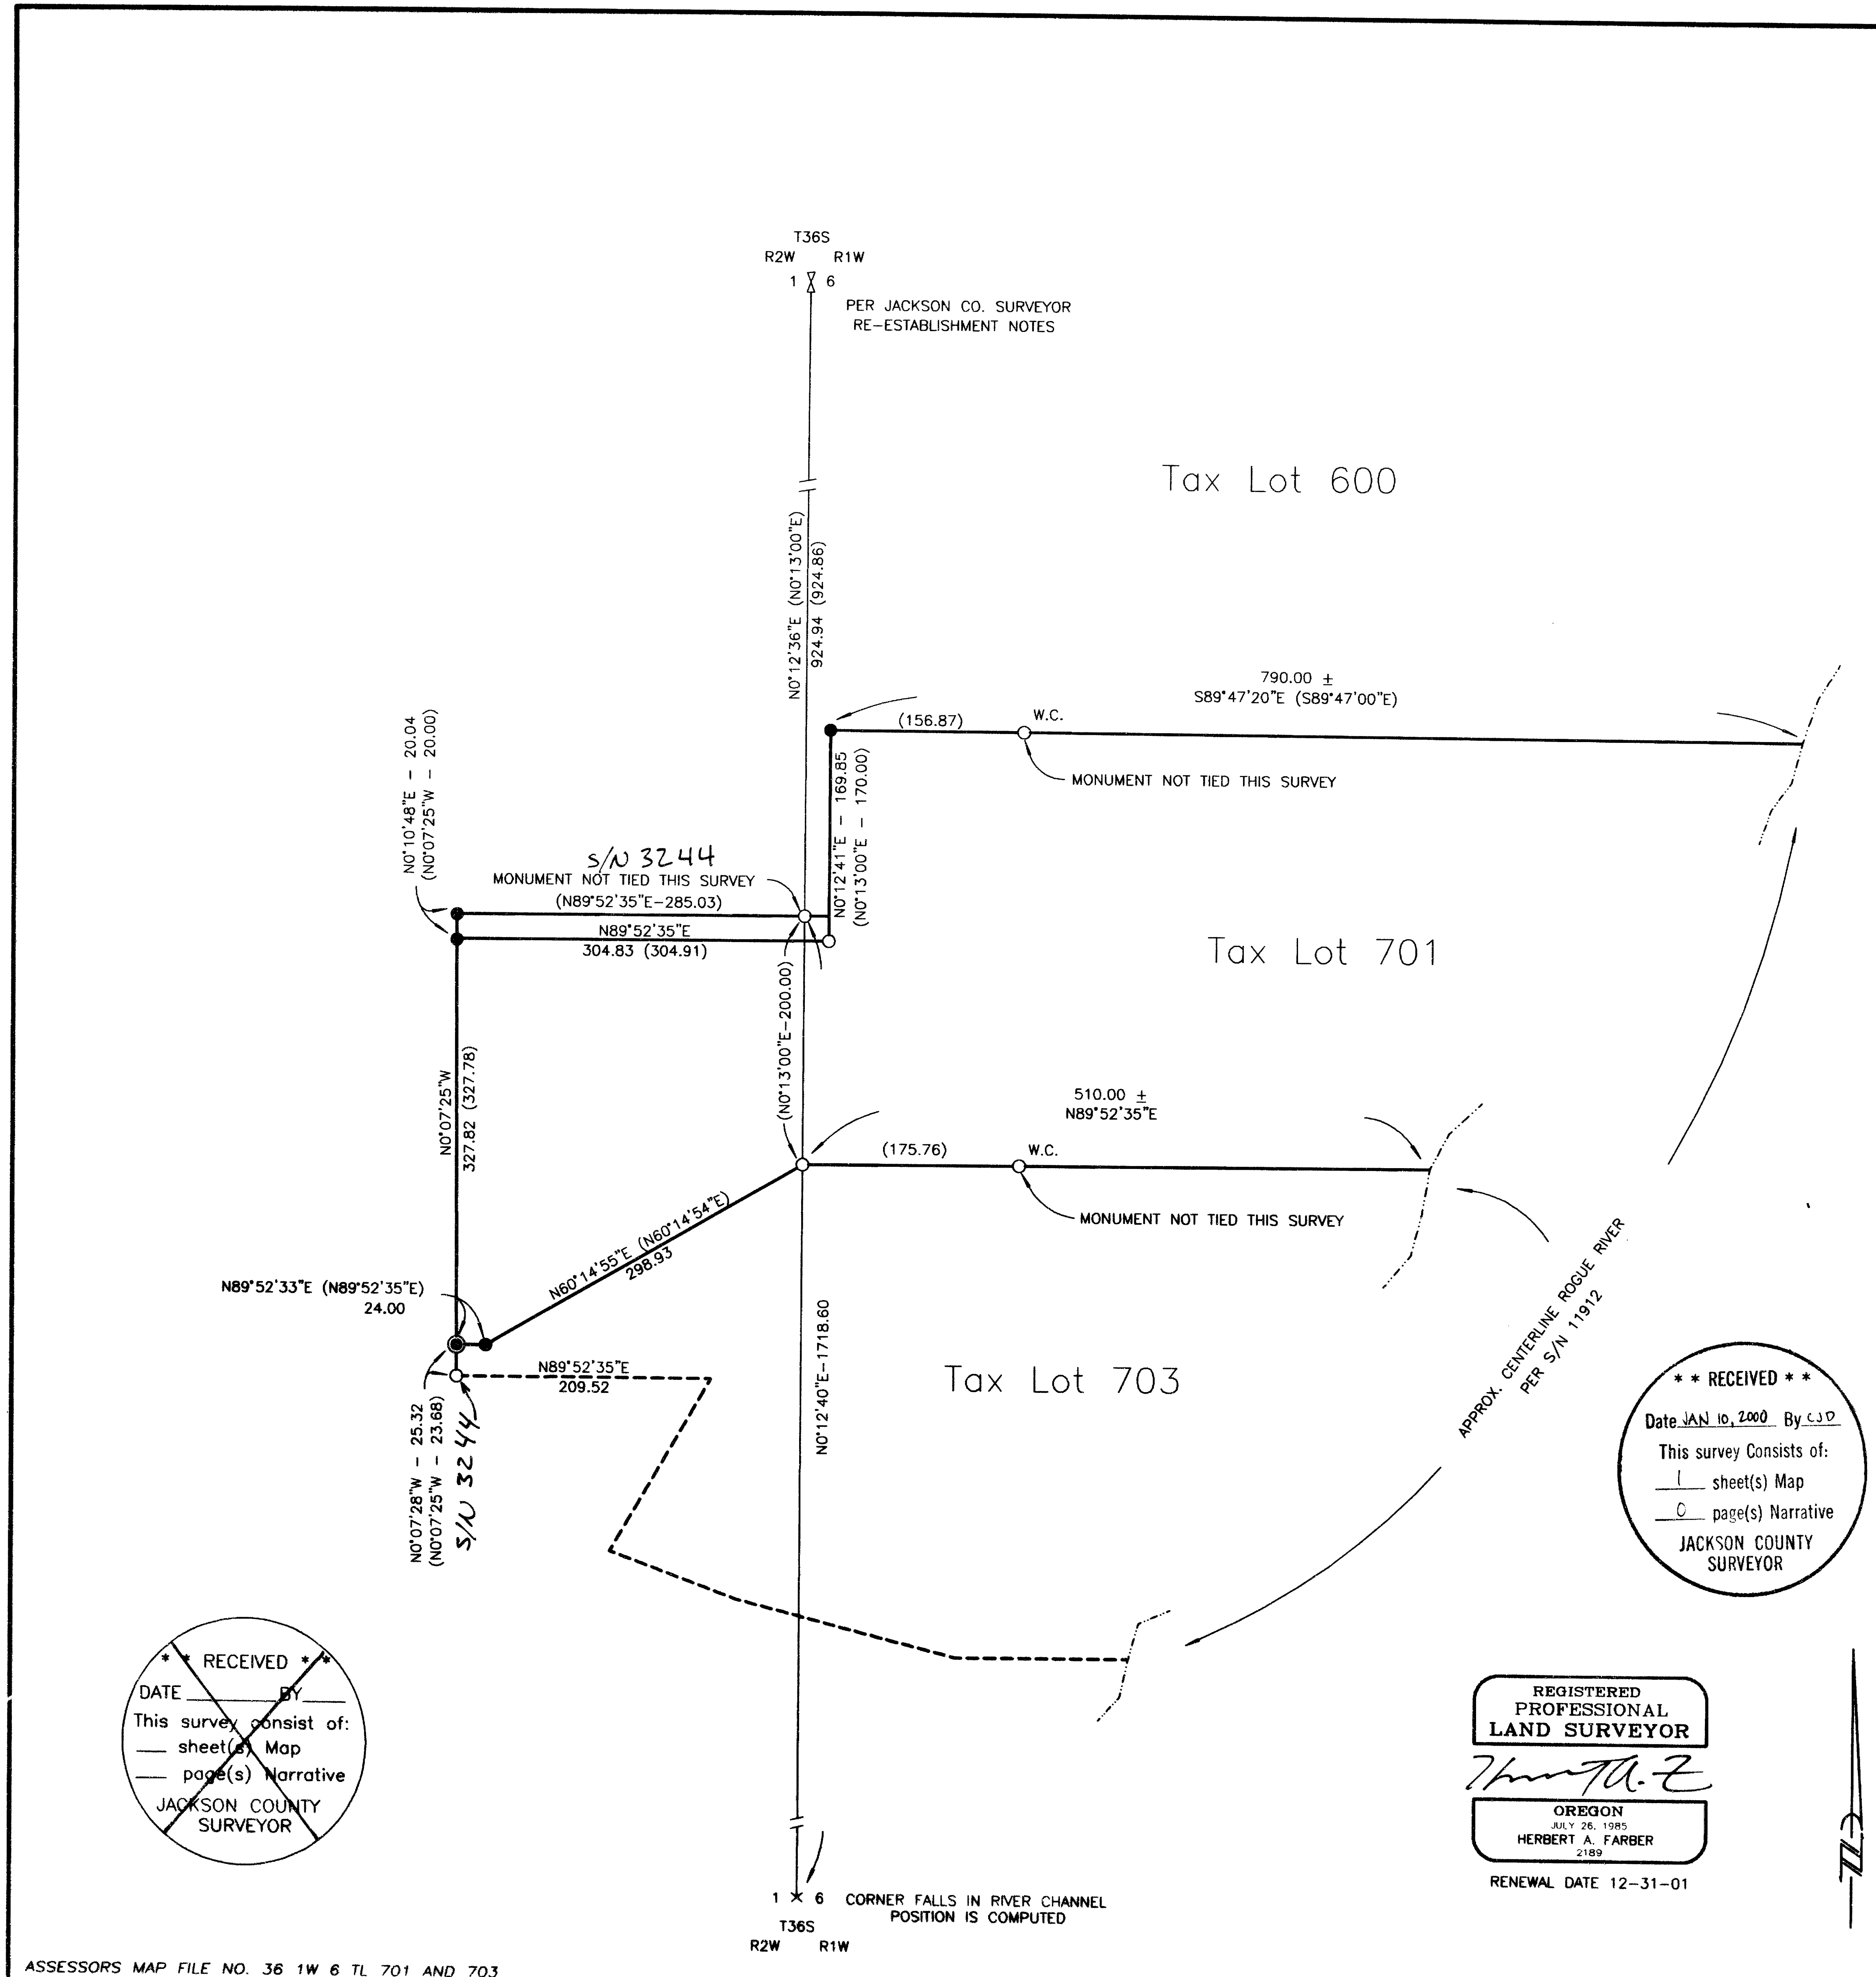 T36S
R2W R1W
1 6
PER JACKSON CO. SURVEYOR
RE-ESTABLISHMENT NOTES
Tax Lot 600
N0°12'36"E (N0°13'00"E)
924.94 (924.86)
790.00 ±
S89°47'20"E (S89°47'00"E)
(156.87)
W.C.
MONUMENT NOT TIED THIS SURVEY
N0°12'41"E - 169.85
(N0°13'00"E - 170.00)
N0°10'48"E - 20.04
(N0°07'25"W - 20.00)
S/N 3244
MONUMENT NOT TIED THIS SURVEY
(N89°52'35"E-285.03)
N89°52'35"E
304.83 (304.91)
Tax Lot 701
(N0°13'00"E-200.00)
N0°07'25"W
327.82 (327.78)
510.00 ±
N89°52'35"E
(175.76)
W.C.
MONUMENT NOT TIED THIS SURVEY
N60°14'55"E (N60°14'54"E)
298.93
N89°52'33"E (N89°52'35"E)
24.00
APPROX. CENTERLINE ROGUE RIVER
PER S/N 11912
N0°12'40"E-1718.60
N89°52'35"E
209.52
Tax Lot 703
N0°07'28"W - 25.32
(N0°07'25"W - 23.68)
S/N 3244
* * RECEIVED * *
Date JAN 10, 2000 By CJD
This survey Consists of:
1 sheet(s) Map
0 page(s) Narrative
JACKSON COUNTY
SURVEYOR
* * RECEIVED * *
DATE BY
This survey consist of:
sheet(s) Map
page(s) Narrative
JACKSON COUNTY
SURVEYOR
REGISTERED
PROFESSIONAL
LAND SURVEYOR
OREGON
JULY 26, 1985
HERBERT A. FARBER
2189
RENEWAL DATE 12-31-01
1 6 CORNER FALLS IN RIVER CHANNEL
POSITION IS COMPUTED
T36S
R2W R1W
ASSESSORS MAP FILE NO. 36 1W 6 TL 701 AND 703